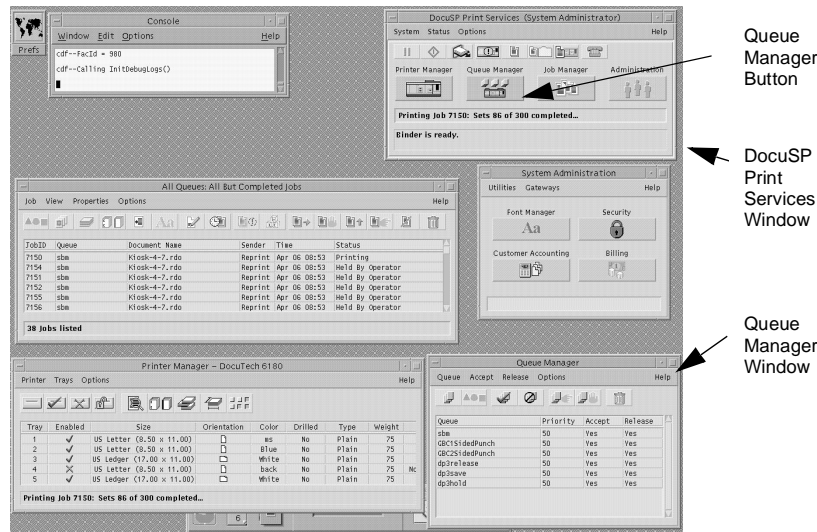 Console
Window Edit Options Help
cdf--FacId = 980
cdf--Calling InitDebugLogs()
Prefs
DocuSP Print Services (System Administrator)
System Status Options Help
Printer Manager Queue Manager Job Manager Administration
Printing Job 7150: Sets 86 of 300 completed...
Binder is ready.
Queue
Manager
Button
DocuSP
Print
Services
Window
All Queues: All But Completed Jobs
Job View Properties Options Help
Aa
JobID Queue Document Name Sender Time Status
7150 sbm Kiosk-4-7.rdo Reprint Apr 06 08:53 Printing
7154 sbm Kiosk-4-7.rdo Reprint Apr 06 08:53 Held By Operator
7151 sbm Kiosk-4-7.rdo Reprint Apr 06 08:53 Held By Operator
7152 sbm Kiosk-4-7.rdo Reprint Apr 06 08:53 Held By Operator
7155 sbm Kiosk-4-7.rdo Reprint Apr 06 08:53 Held By Operator
7156 sbm Kiosk-4-7.rdo Reprint Apr 06 08:53 Held By Operator
38 Jobs listed
System Administration
Utilities Gateways Help
Font Manager Security
Aa
Customer Accounting Billing
Printer Manager - DocuTech 6180
Printer Trays Options Help
Tray Enabled Size Orientation Color Drilled Type Weight
1 US Letter (8.50 x 11.00) ms No Plain 75
2 US Letter (8.50 x 11.00) Blue No Plain 75
3 US Ledger (17.00 x 11.00) White No Plain 75
4 US Letter (8.50 x 11.00) back No Plain 75 No
5 US Ledger (17.00 x 11.00) White No Plain 75
Printing Job 7150: Sets 86 of 300 completed...
6
Queue Manager
Queue Accept Release Options Help
Queue Priority Accept Release
sbm 50 Yes Yes
GBC1SidedPunch 50 Yes Yes
GBC2SidedPunch 50 Yes Yes
dp3release 50 Yes Yes
dp3save 50 Yes Yes
dp3hold 50 Yes Yes
Queue
Manager
Window